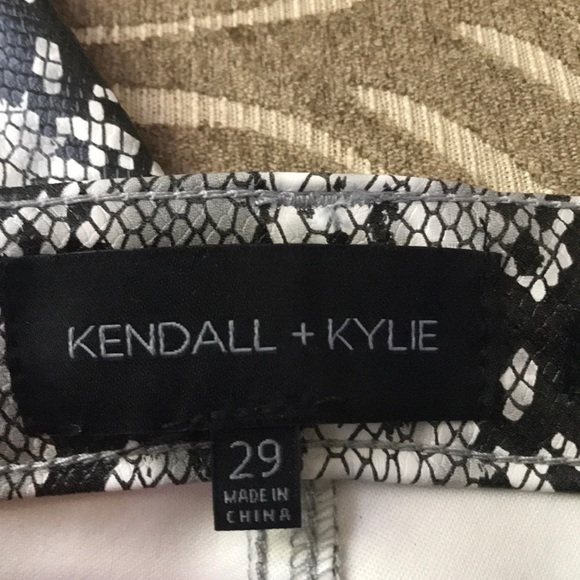 KENDALL + KYLIE
29
MADE IN
CHINA